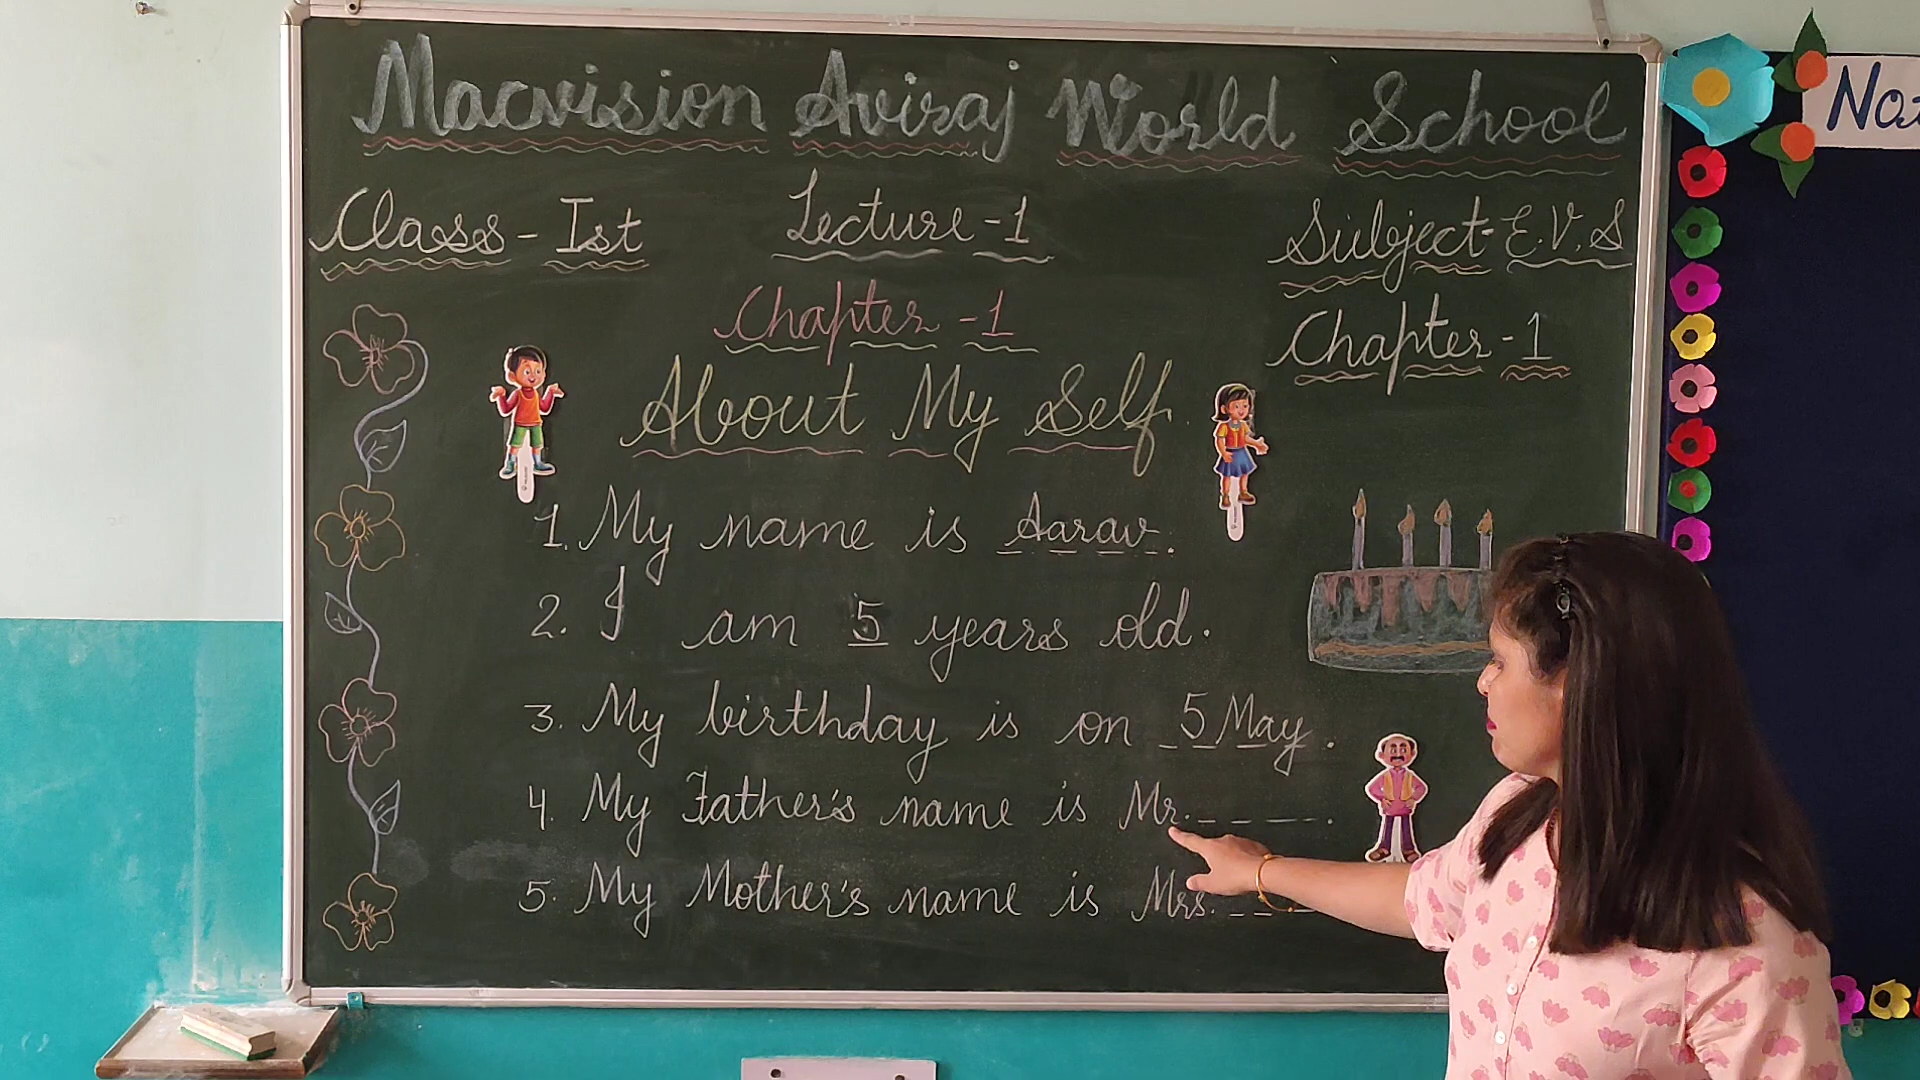 Macvision Aviraj World School
Class - Ist
Lecture - 1
Subject - E.V.S
Chapter - 1
Chapter - 1
About My Self
1. My name is Aarav.
2. I am 5 years old.
3. My birthday is on 5 May.
4. My Father's name is Mr. _ _ _ _.
5. My Mother's name is Mrs. _ _ _